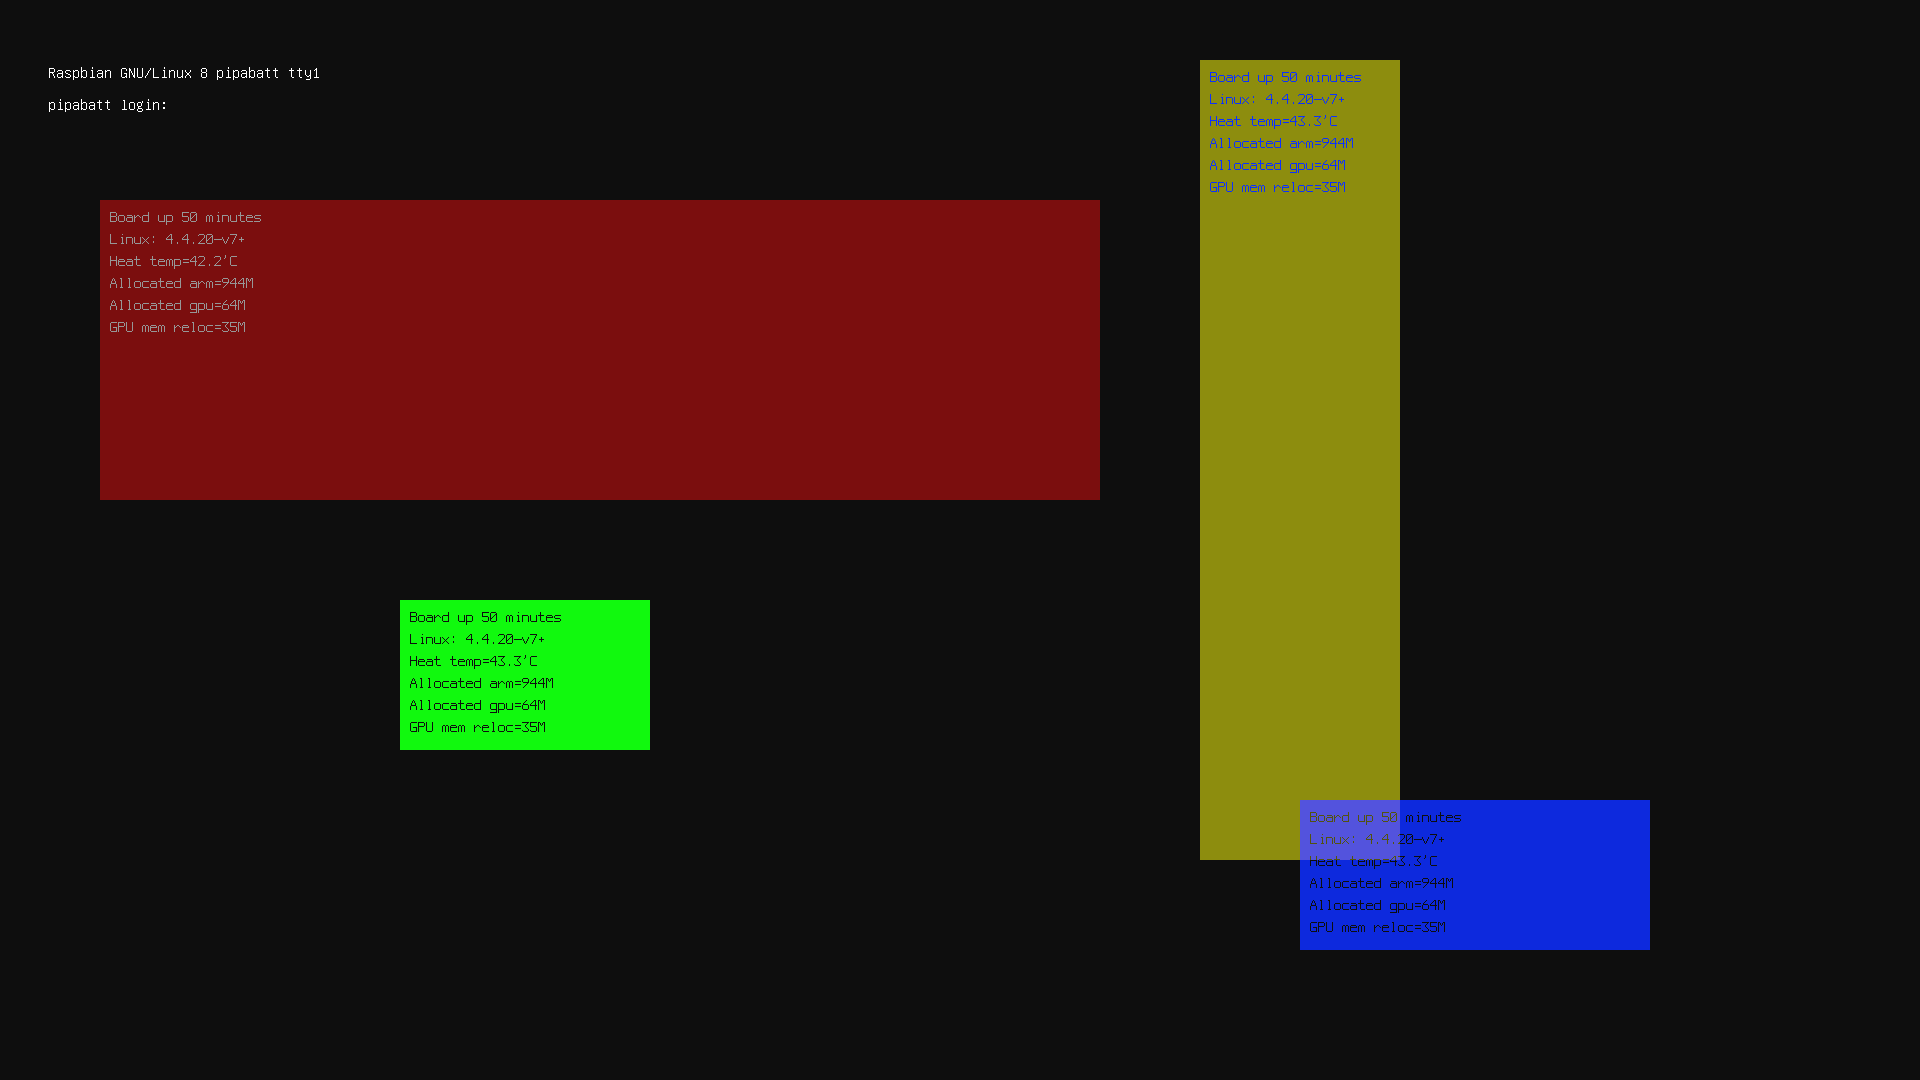 Raspbian GNU/Linux 8 pipabatt tty1
pipabatt login:
Board up 50 minutes
Linux: 4.4.20-v7+
Heat temp=42.2'C
Allocated arm=944M
Allocated gpu=64M
GPU mem reloc=35M
Board up 50 minutes
Linux: 4.4.20-v7+
Heat temp=43.3'C
Allocated arm=944M
Allocated gpu=64M
GPU mem reloc=35M
Board up 50 minutes
Linux: 4.4.20-v7+
Heat temp=43.3'C
Allocated arm=944M
Allocated gpu=64M
GPU mem reloc=35M
Board up 50 minutes
Linux: 4.4.20-v7+
Heat temp=43.3'C
Allocated arm=944M
Allocated gpu=64M
GPU mem reloc=35M